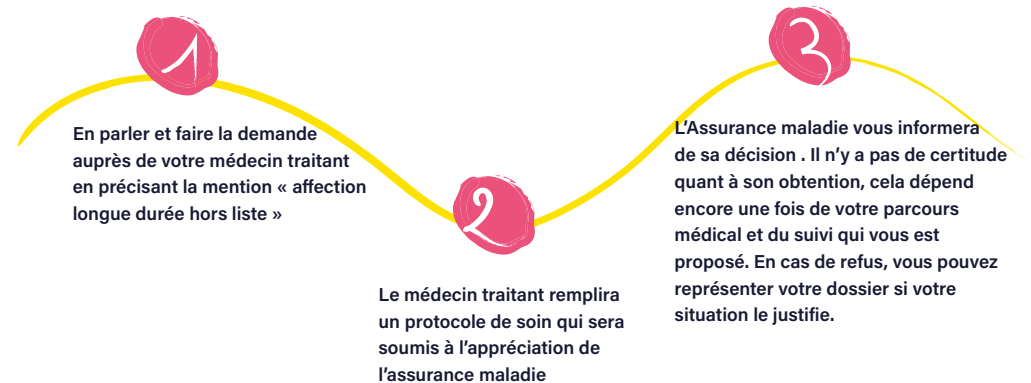 1
En parler et faire la demande
auprès de votre médecin traitant
en précisant la mention « affection
longue durée hors liste »
2
Le médecin traitant remplira
un protocole de soin qui sera
soumis à l’appréciation de
l’assurance maladie
3
L’Assurance maladie vous informera
de sa décision . Il n’y a pas de certitude
quant à son obtention, cela dépend
encore une fois de votre parcours
médical et du suivi qui vous est
proposé. En cas de refus, vous pouvez
représenter votre dossier si votre
situation le justifie.